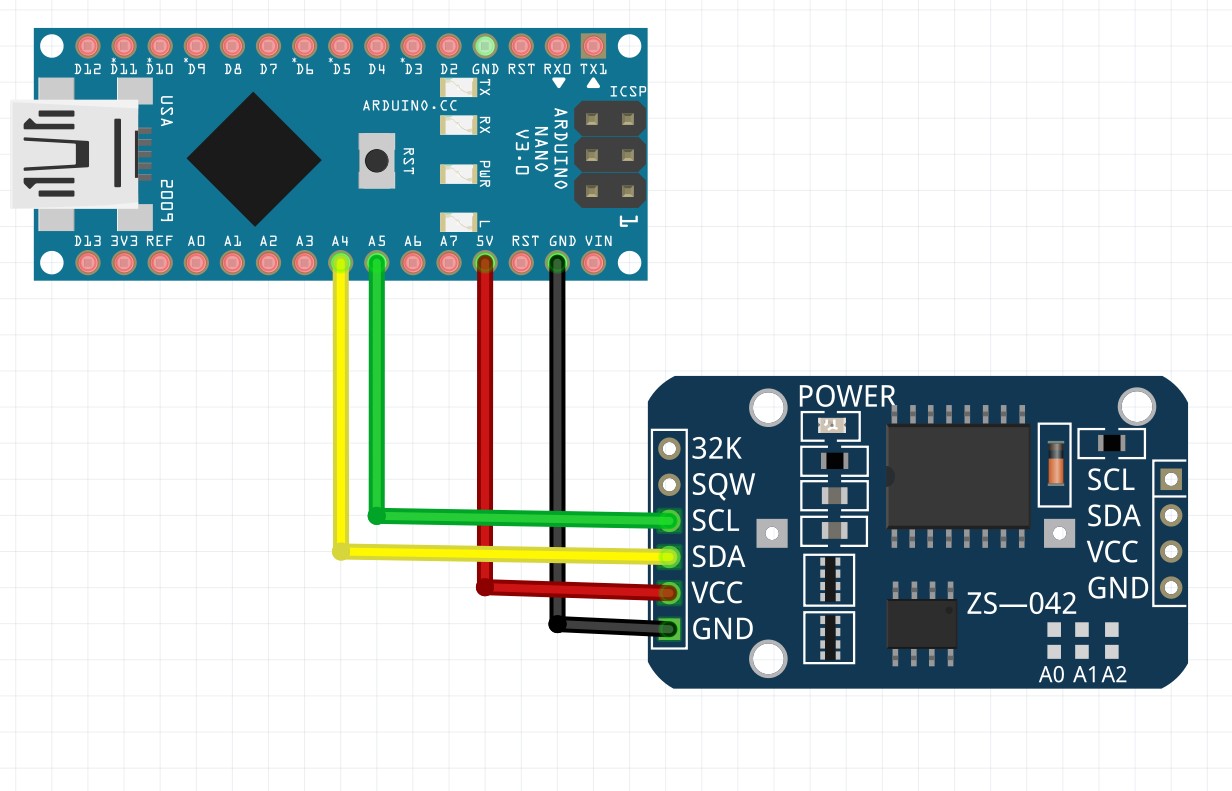 D12 D11 D10 D9 D8 D7 D6 D5 D4 D3 D2 GND RST RX0 TX1
TX
ICSP
ARDUINO.CC
USA
RX
RST
ARDUINO
NANO
V3.0
PWR
2009
L
1
D13 3V3 REF A0 A1 A2 A3 A4 A5 A6 A7 5V RST GND VIN
POWER
32K
SQW
SCL
SDA
VCC
GND
SCL
SDA
VCC
GND
ZS—042
A0 A1 A2